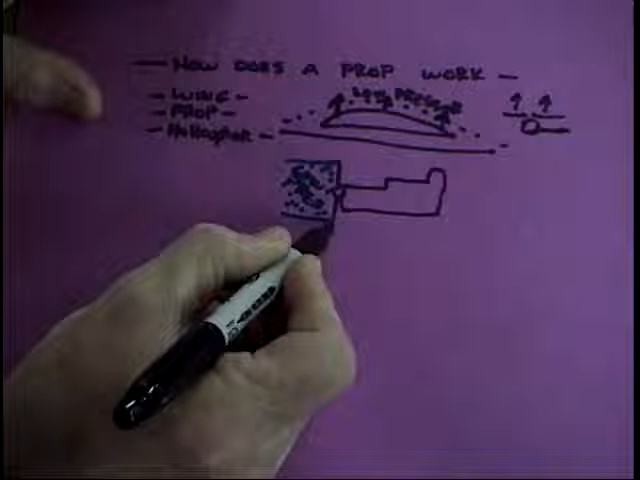 — HOW DOES A PROP WORK —
— WING —
— PROP —
— Helicopter —
Low Pressure